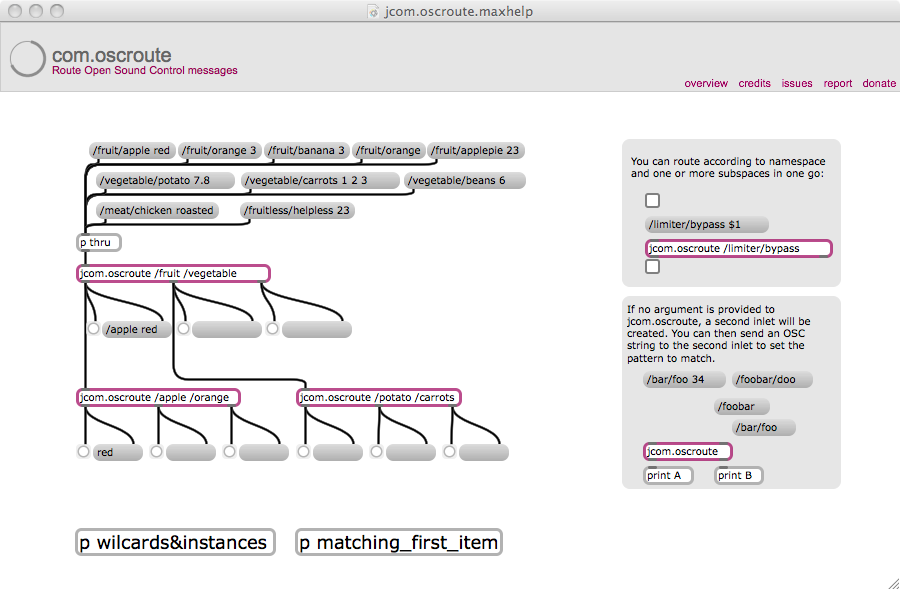 jcom.oscroute.maxhelp
com.oscroute
Route Open Sound Control messages
overview credits issues report donate
/fruit/apple red /fruit/orange 3 /fruit/banana 3 /fruit/orange /fruit/applepie 23
/vegetable/potato 7.8 /vegetable/carrots 1 2 3 /vegetable/beans 6
/meat/chicken roasted /fruitless/helpless 23
p thru
jcom.oscroute /fruit /vegetable
/apple red
jcom.oscroute /apple /orange jcom.oscroute /potato /carrots
red
p wilcards&instances p matching_first_item
You can route according to namespace
and one or more subspaces in one go:
/limiter/bypass $1
jcom.oscroute /limiter/bypass
If no argument is provided to
jcom.oscroute, a second inlet will be
created. You can then send an OSC
string to the second inlet to set the
pattern to match.
/bar/foo 34 /foobar/doo
/foobar
/bar/foo
jcom.oscroute
print A print B